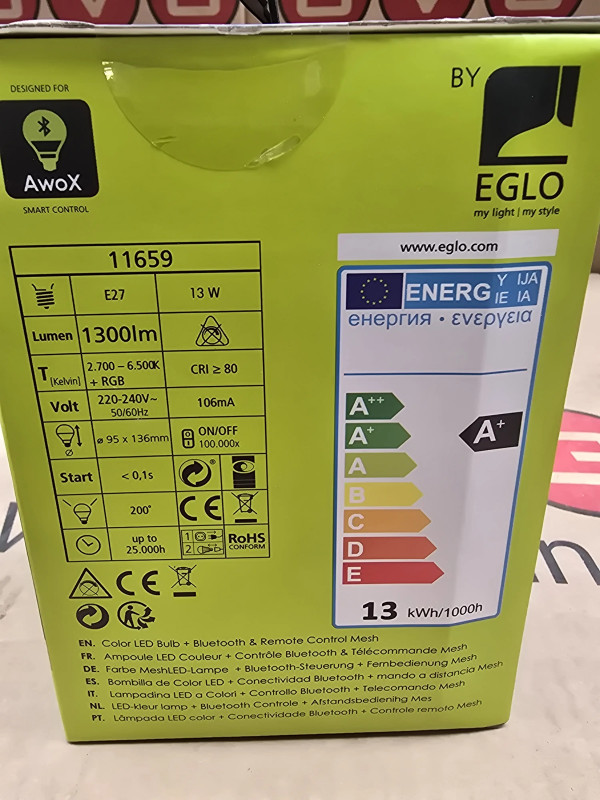 DESIGNED FOR
AwoX
SMART CONTROL
BY
EGLO
my light | my style
www.eglo.com
11659
E27
13 W
Lumen
1300lm
T [Kelvin]
2.700 – 6.500K
+ RGB
CRI ≥ 80
Volt
220-240V~
50/60Hz
106mA
Ø
ø 95 x 136mm
ON/OFF
100.000x
Start
< 0,1s
200°
CE
up to
25.000h
1
2
RoHS
CONFORM
CE
ENERG
Y IJA
IE IA
енергия · ενεργεια
A++
A+
A
B
C
D
E
A+
13 kWh/1000h
EN. Color LED Bulb + Bluetooth & Remote Control Mesh
FR. Ampoule LED Couleur + Contrôle Bluetooth & Télécommande Mesh
DE. Farbe MeshLED-Lampe + Bluetooth-Steuerung + Fernbedienung Mesh
ES. Bombilla de Color LED + Conectividad Bluetooth + mando a distancia Mesh
IT. Lampadina LED a Colori + Controllo Bluetooth + Telecomando Mesh
NL. LED-kleur lamp + Bluetooth Controle + Afstandsbediening Mes
PT. Lâmpada LED color + Conectividade Bluetooth + Controle remoto Mesh